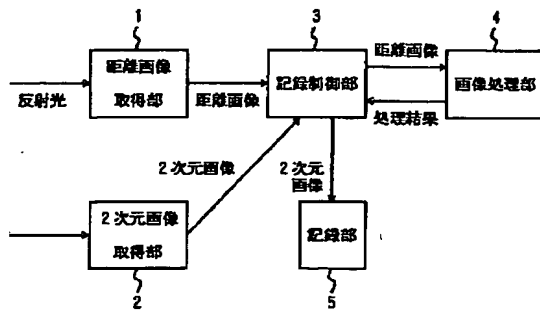 1
3
4
距離画像
取得部
記録制御部
画像処理部
距離画像
反射光
距離画像
処理結果
2次元画像
2次元
画像
2次元画像
取得部
記録部
2
5